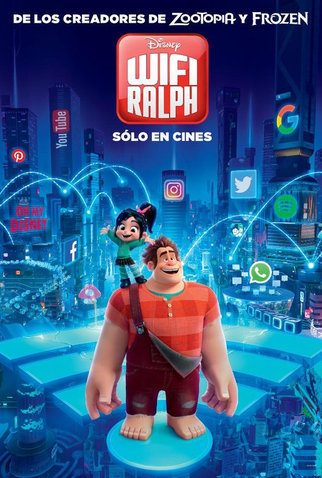 DE LOS CREADORES DE ZOOTOPIA Y FROZEN
Disney
WIFI
RALPH
SÓLO EN CINES
YouTube
OH MY
DISNEY